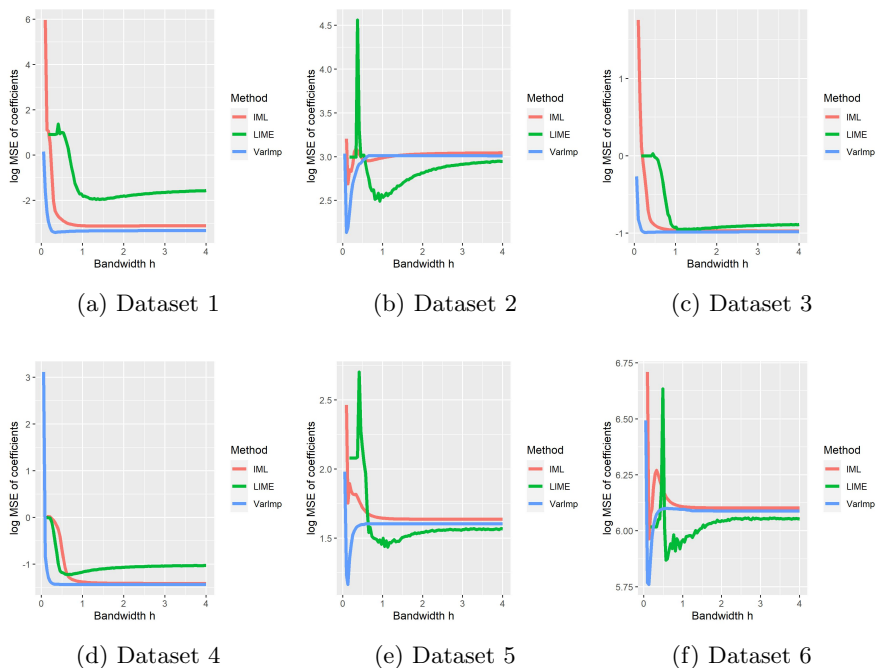 log MSE of coefficients
6
4
2
0
-2
0
1
2
3
4
Bandwidth h
Method
IML
LIME
VarImp
(a) Dataset 1
log MSE of coefficients
4.5
4.0
3.5
3.0
2.5
0
1
2
3
4
Bandwidth h
Method
IML
LIME
VarImp
(b) Dataset 2
log MSE of coefficients
1
0
-1
0
1
2
3
4
Bandwidth h
Method
IML
LIME
VarImp
(c) Dataset 3
log MSE of coefficients
3
2
1
0
-1
0
1
2
3
4
Bandwidth h
Method
IML
LIME
VarImp
(d) Dataset 4
log MSE of coefficients
2.5
2.0
1.5
0
1
2
3
4
Bandwidth h
Method
IML
LIME
VarImp
(e) Dataset 5
log MSE of coefficients
6.75
6.50
6.25
6.00
5.75
0
1
2
3
4
Bandwidth h
Method
IML
LIME
VarImp
(f) Dataset 6